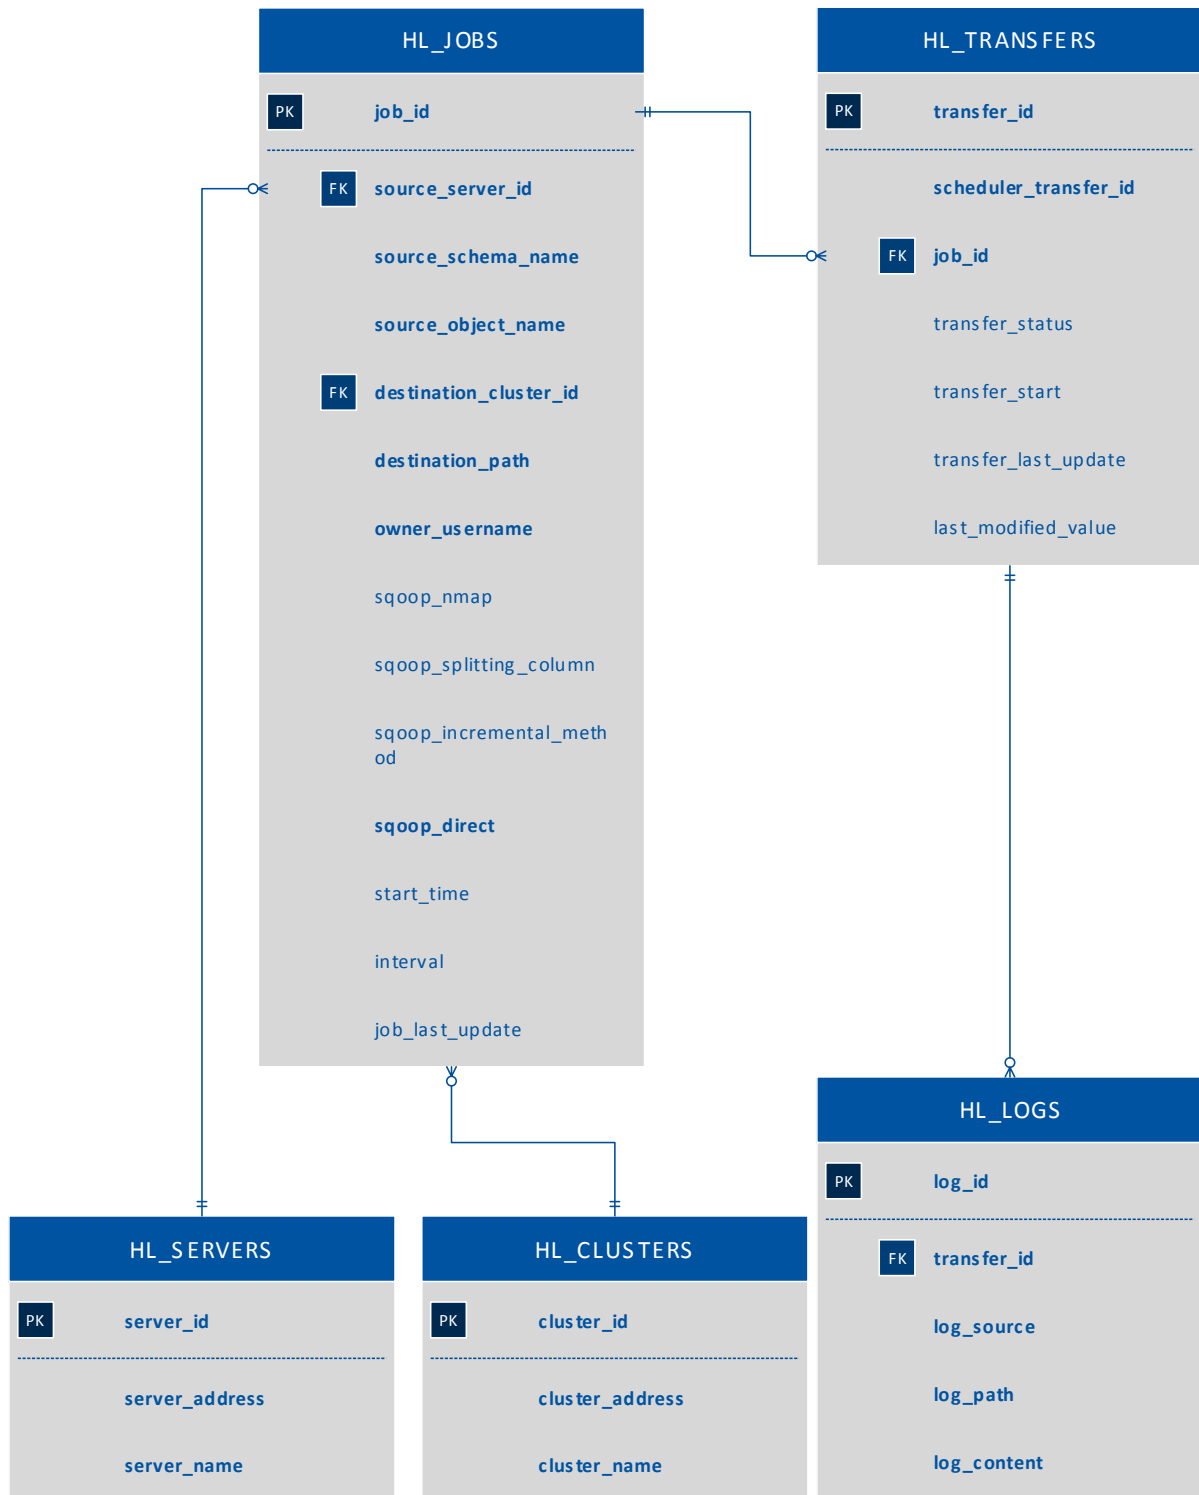 HL_JOBS
PK job_id
FK source_server_id
source_schema_name
source_object_name
FK destination_cluster_id
destination_path
owner_username
sqoop_nmap
sqoop_splitting_column
sqoop_incremental_meth
od
sqoop_direct
start_time
interval
job_last_update
HL_TRANSFERS
PK transfer_id
scheduler_transfer_id
FK job_id
transfer_status
transfer_start
transfer_last_update
last_modified_value
HL_SERVERS
PK server_id
server_address
server_name
HL_CLUSTERS
PK cluster_id
cluster_address
cluster_name
HL_LOGS
PK log_id
FK transfer_id
log_source
log_path
log_content